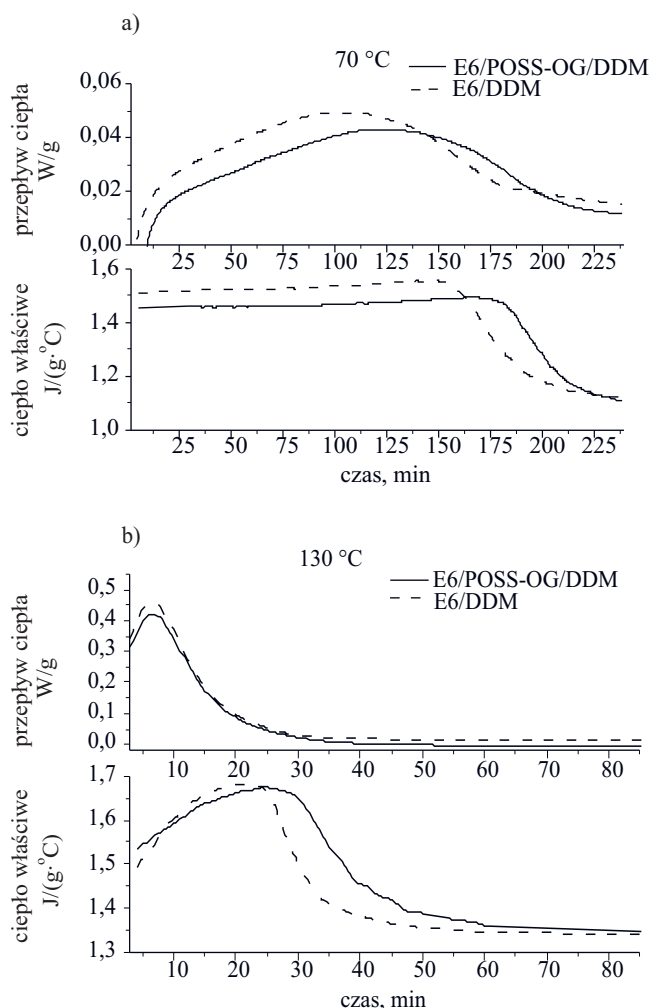 a)
70 °C
E6/POSS-OG/DDM
E6/DDM
przepływ ciepła
W/g
0,06
0,04
0,02
0,00
25 50 75 100 125 150 175 200 225
ciepło właściwe
J/(g·°C)
1,6
1,4
1,2
1,0
25 50 75 100 125 150 175 200 225
czas, min
b)
130 °C
E6/POSS-OG/DDM
E6/DDM
przepływ ciepła
W/g
0,5
0,4
0,3
0,2
0,1
0,0
10 20 30 40 50 60 70 80
ciepło właściwe
J/(g·°C)
1,7
1,6
1,5
1,4
1,3
10 20 30 40 50 60 70 80
czas, min